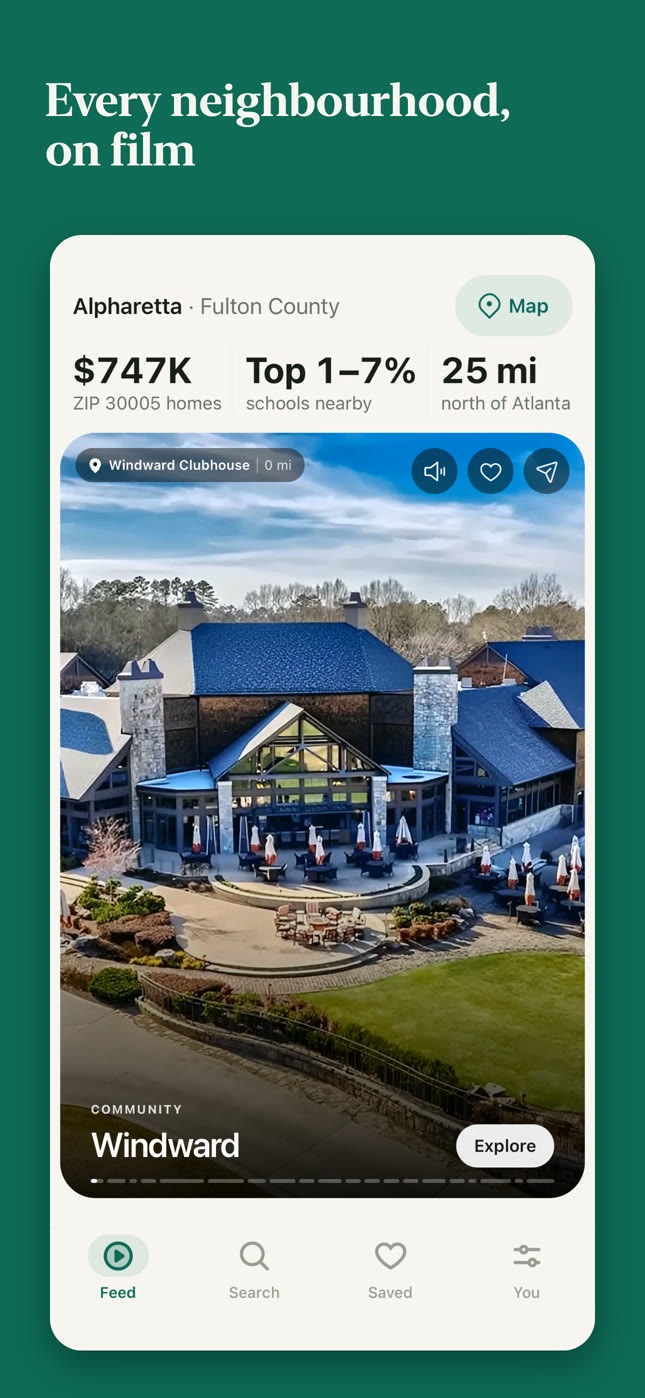 Every neighbourhood,
on film
Alpharetta · Fulton County
Map
$747K
ZIP 30005 homes
Top 1–7%
schools nearby
25 mi
north of Atlanta
Windward Clubhouse | 0 mi
COMMUNITY
Windward
Explore
Feed
Search
Saved
You